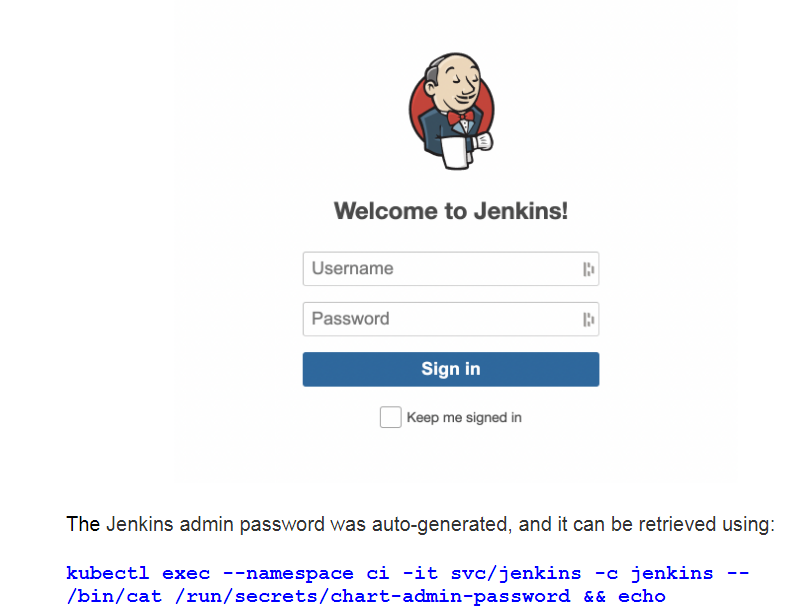 Welcome to Jenkins!
Username
Password
Sign in
Keep me signed in
The Jenkins admin password was auto-generated, and it can be retrieved using:
kubectl exec --namespace ci -it svc/jenkins -c jenkins --
/bin/cat /run/secrets/chart-admin-password && echo